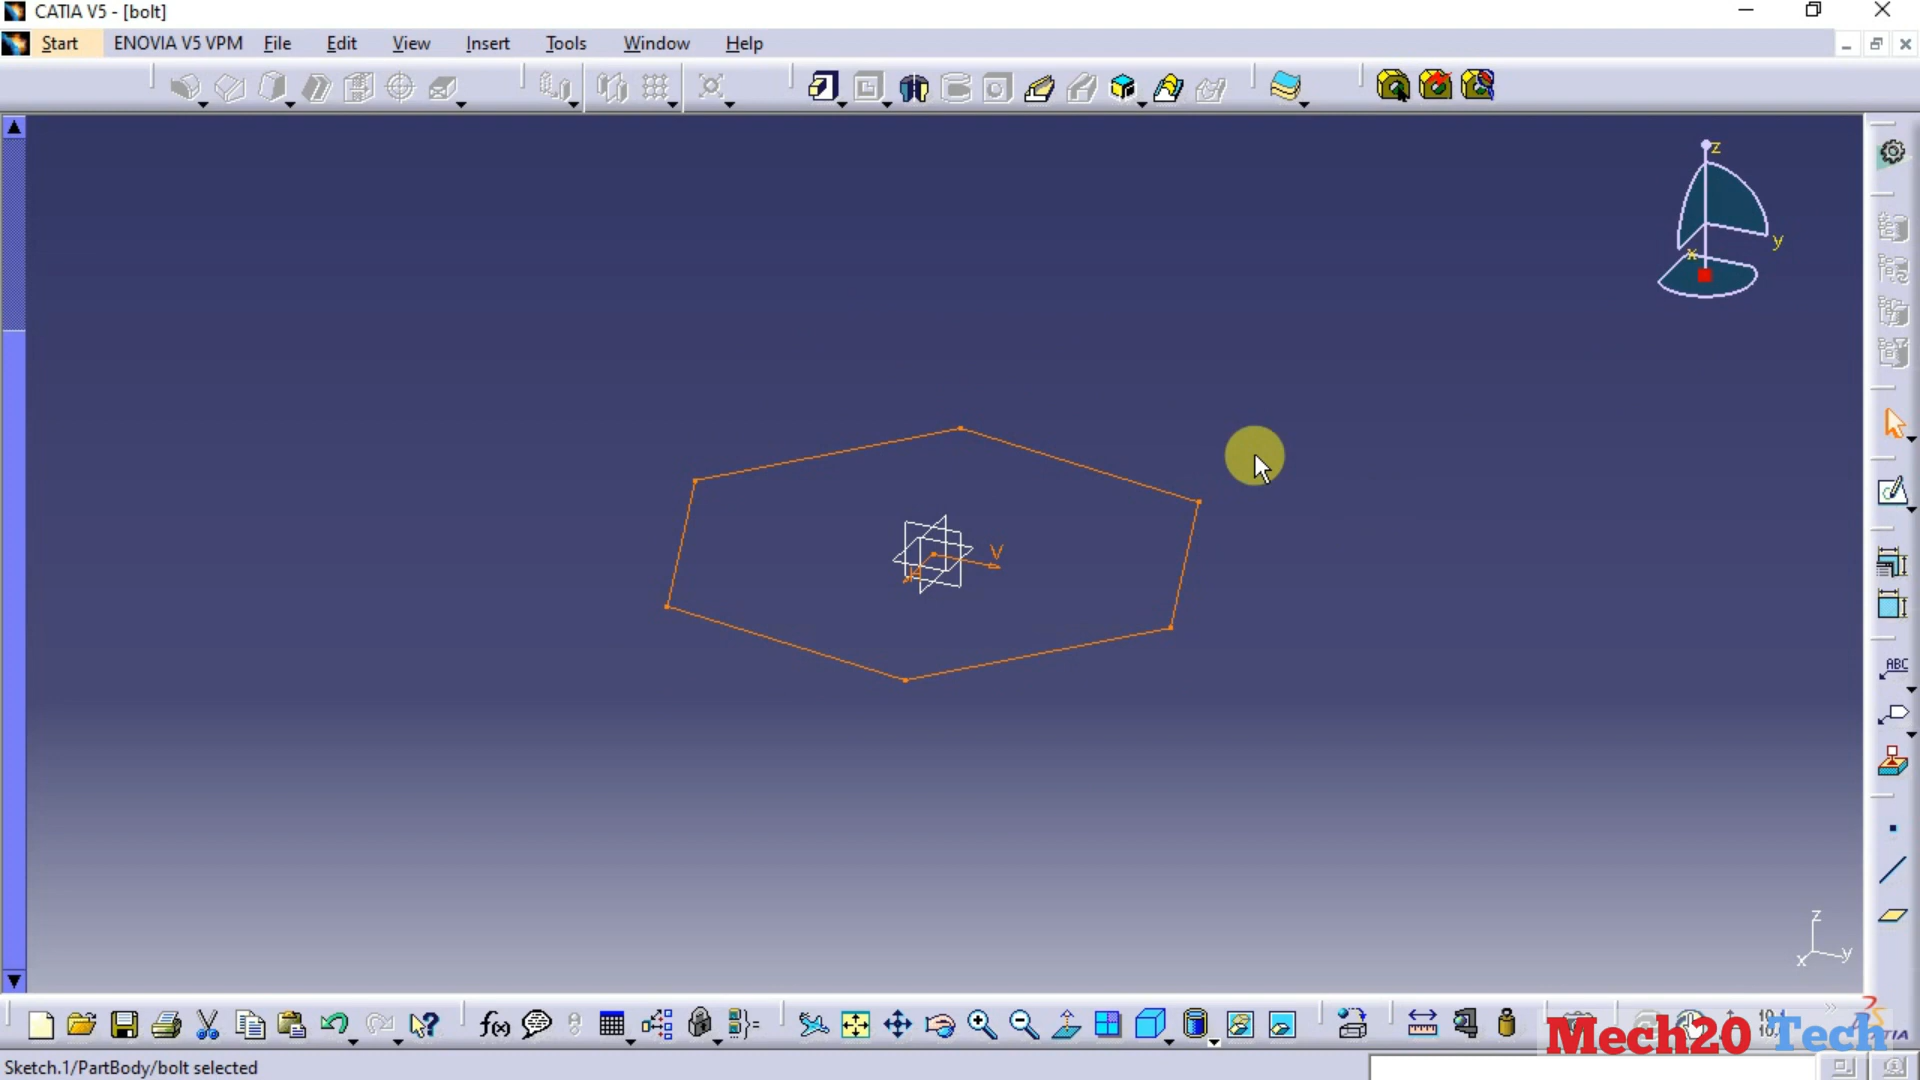 CATIA V5 - [bolt]
Start ENOVIA V5 VPM File Edit View Insert Tools Window Help
z
y
x
V
H
ABC
z
x y
f(x)
Mech20 Tech
Sketch.1/PartBody/bolt selected